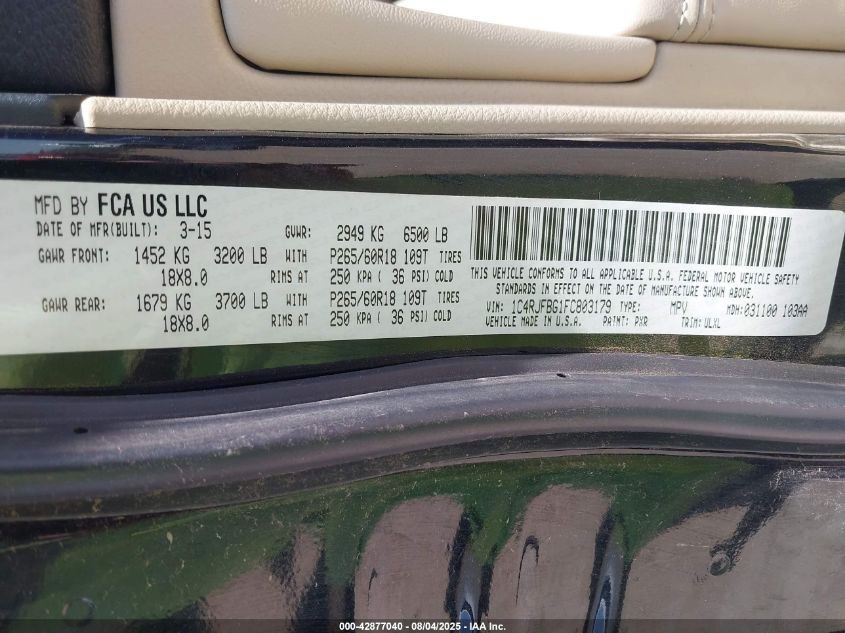 MFD BY FCA US LLC
DATE OF MFR(BUILT): 3-15 GVWR: 2949 KG 6500 LB
GAWR FRONT: 1452 KG 3200 LB WITH P265/60R18 109T TIRES
18X8.0 RIMS AT 250 KPA ( 36 PSI) COLD
GAWR REAR: 1679 KG 3700 LB WITH P265/60R18 109T TIRES
18X8.0 RIMS AT 250 KPA ( 36 PSI) COLD
THIS VEHICLE CONFORMS TO ALL APPLICABLE U.S.A. FEDERAL MOTOR VEHICLE SAFETY
STANDARDS IN EFFECT ON THE DATE OF MANUFACTURE SHOWN ABOVE.
VIN: 1C4RJFBG1FC803179 TYPE: MPV MDH: 031100 103AA
VEHICLE MADE IN U.S.A. PAINT: PXR TRIM: ULXL
000-42877040 - 08/04/2025 - IAA Inc.